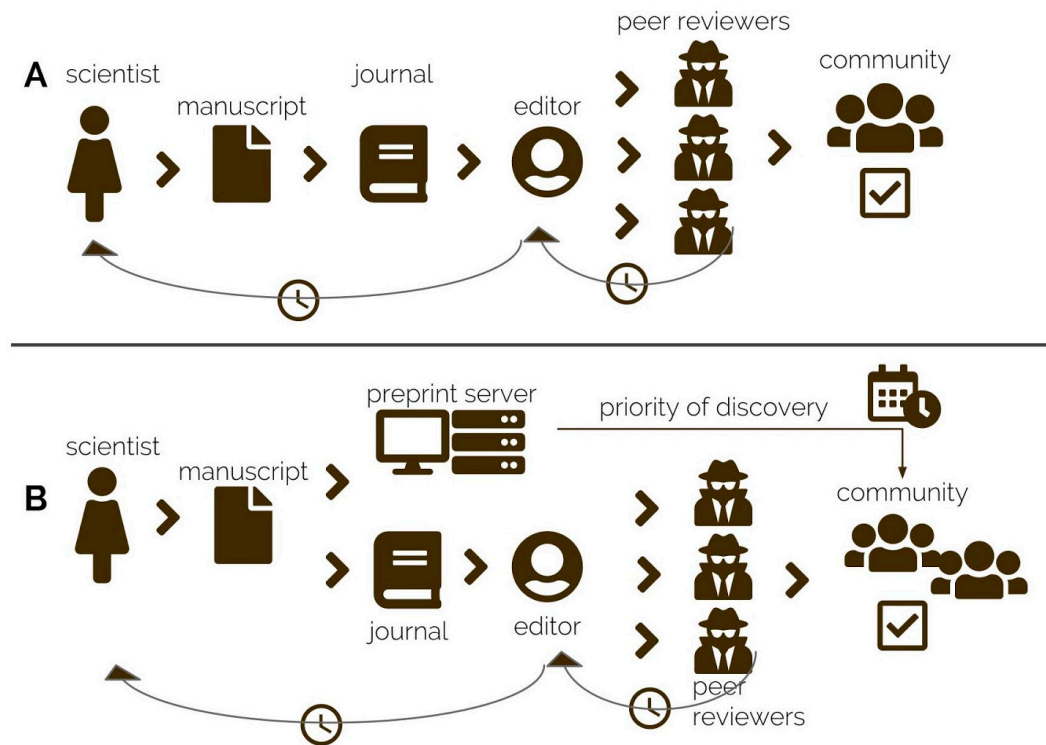 A
scientist
manuscript
journal
editor
peer reviewers
community
B
scientist
manuscript
preprint server
priority of discovery
journal
editor
peer
reviewers
community